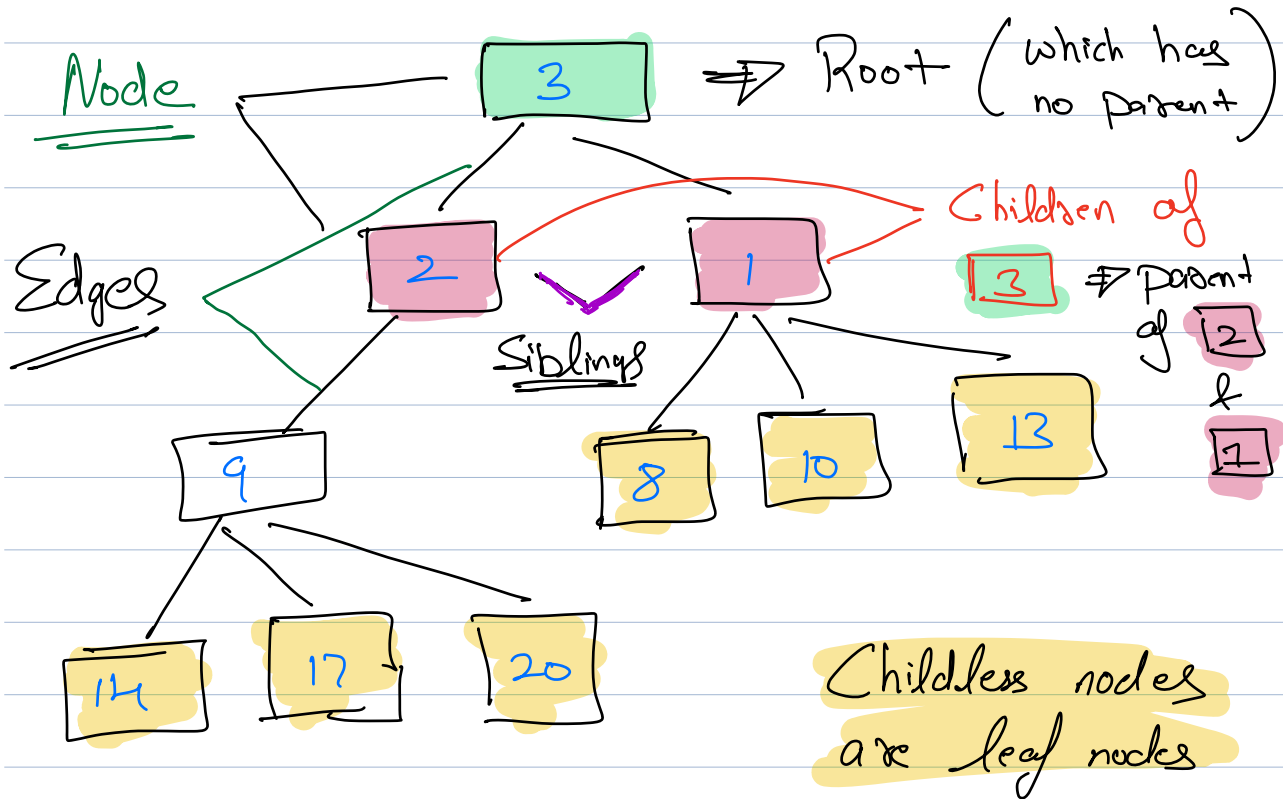 Node
3
⇒ Root (which has
no parent)
Children of
2
1
3 ⇒ parent
of 2
&
1
Edges
Siblings
9
8
10
13
14
17
20
Childless nodes
are leaf nodes